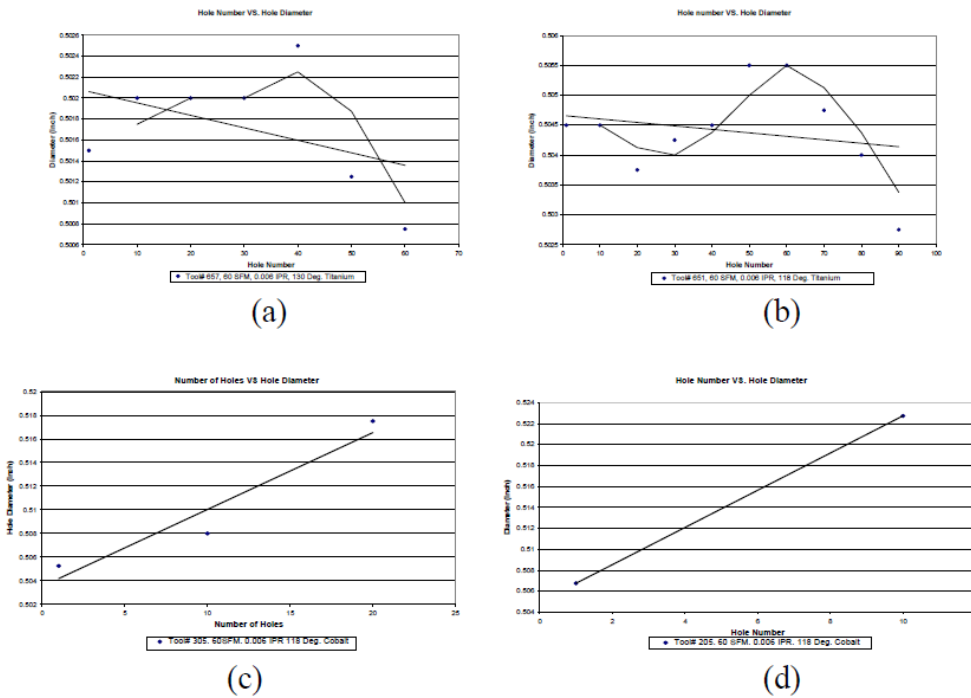 Hole Number VS. Hole Diameter
0.5026
0.5024
0.5022
0.502
0.5018
0.5016
0.5014
0.5012
0.501
0.5008
0.5006
Diameter (Inch)
0 10 20 30 40 50 60 70
Hole Number
Tool# 657, 60 SFM, 0.006 IPR, 130 Deg. Titanium
(a)
Hole number VS. Hole Diameter
0.506
0.5055
0.505
0.5045
0.504
0.5035
0.503
0.5025
Diameter (Inch)
0 10 20 30 40 50 60 70 80 90 100
Hole Number
Tool# 651, 60 SFM, 0.006 IPR, 118 Deg. Titanium
(b)
Number of Holes VS Hole Diameter
0.52
0.518
0.516
0.514
0.512
0.51
0.508
0.506
0.504
0.502
Hole Diameter (Inch)
0 5 10 15 20 25
Number of Holes
Tool# 305. 60SFM. 0.006 IPR 118 Deg. Cobalt
(c)
Hole Number VS. Hole Diameter
0.524
0.522
0.52
0.518
0.516
0.514
0.512
0.51
0.508
0.506
0.504
Diameter (Inch)
0 2 4 6 8 10
Hole Number
Tool# 205. 60 SFM. 0.006 IPR. 118 Deg. Cobalt
(d)